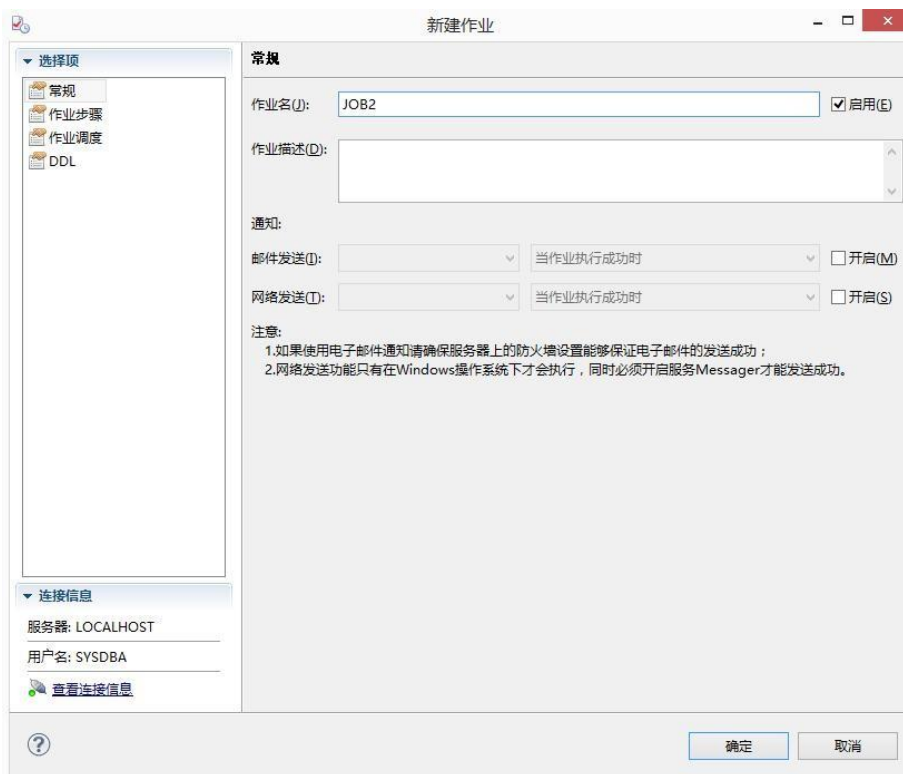 新建作业
选择项
常规
作业步骤
作业调度
DDL
连接信息
服务器: LOCALHOST
用户名: SYSDBA
查看连接信息
常规
作业名(J): JOB2 启用(E)
作业描述(D):
通知:
邮件发送(I): 当作业执行成功时 开启(M)
网络发送(T): 当作业执行成功时 开启(S)
注意:
1.如果使用电子邮件通知请确保服务器上的防火墙设置能够保证电子邮件的发送成功；
2.网络发送功能只有在Windows操作系统下才会执行，同时必须开启服务Messager才能发送成功。
确定 取消